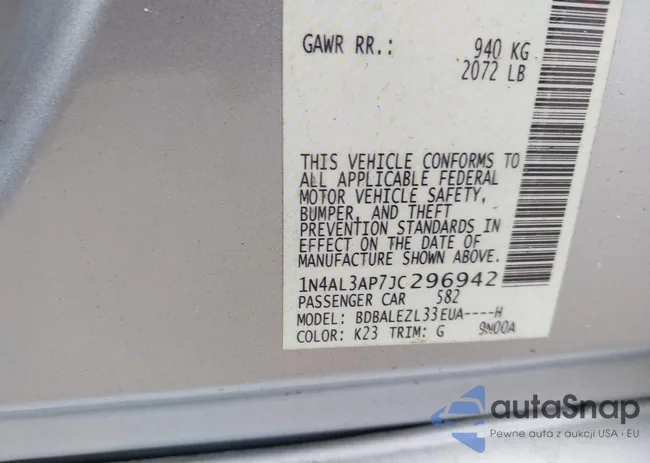 GAWR RR.: 940 KG
2072 LB
THIS VEHICLE CONFORMS TO
ALL APPLICABLE FEDERAL
MOTOR VEHICLE SAFETY,
BUMPER, AND THEFT
PREVENTION STANDARDS IN
EFFECT ON THE DATE OF
MANUFACTURE SHOWN ABOVE.
1N4AL3AP7JC296942
PASSENGER CAR 582
MODEL: BDBALEZL33EUA----H
COLOR: K23 TRIM: G 9N00A
autaSnap
Pewne auta z aukcji USA i EU